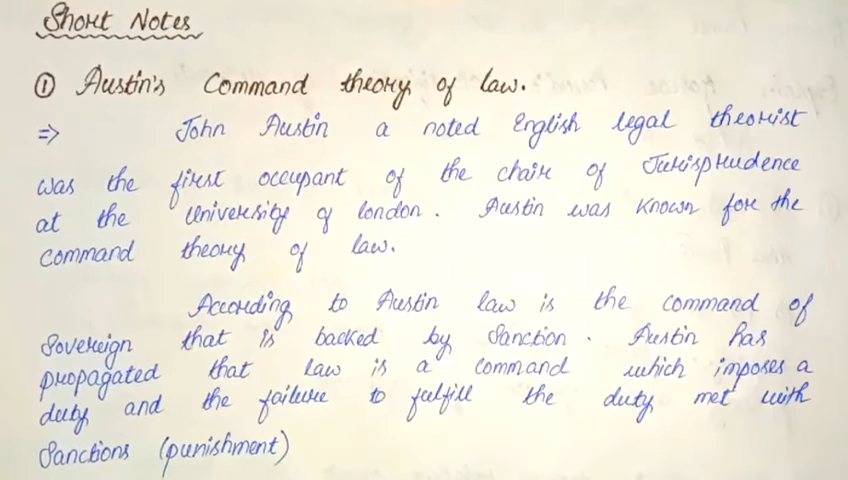 Short Notes
① Austin's Command theory of law.
⇒ John Austin a noted English legal theorist
was the first occupant of the chair of Jurisprudence
at the University of london. Austin was known for the
command theory of law.
According to Austin law is the command of
Sovereign that is backed by Sanction. Austin has
propagated that law is a command which imposes a
duty and the failure to fulfill the duty met with
Sanctions (punishment)